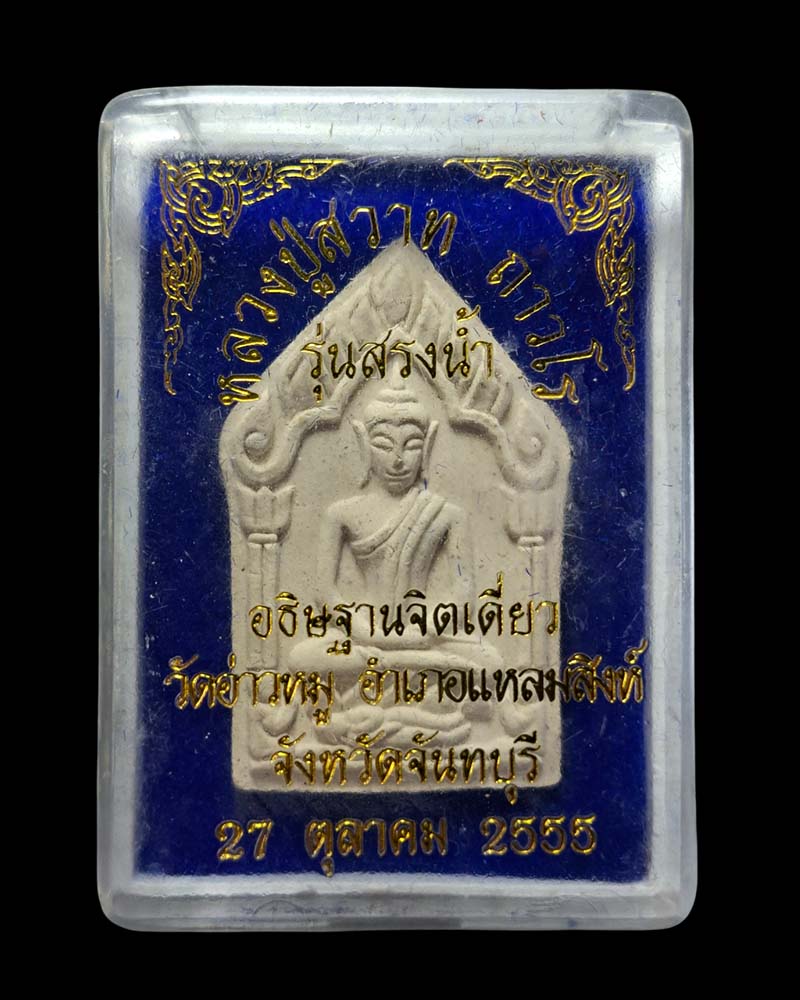 หลวงปู่สวาท ถาวโร
รุ่นสรงน้ำ
อธิษฐานจิตเดี่ยว
วัดอ่าวหมู อำเภอแหลมสิงห์
จังหวัดจันทบุรี
27 ตุลาคม 2555